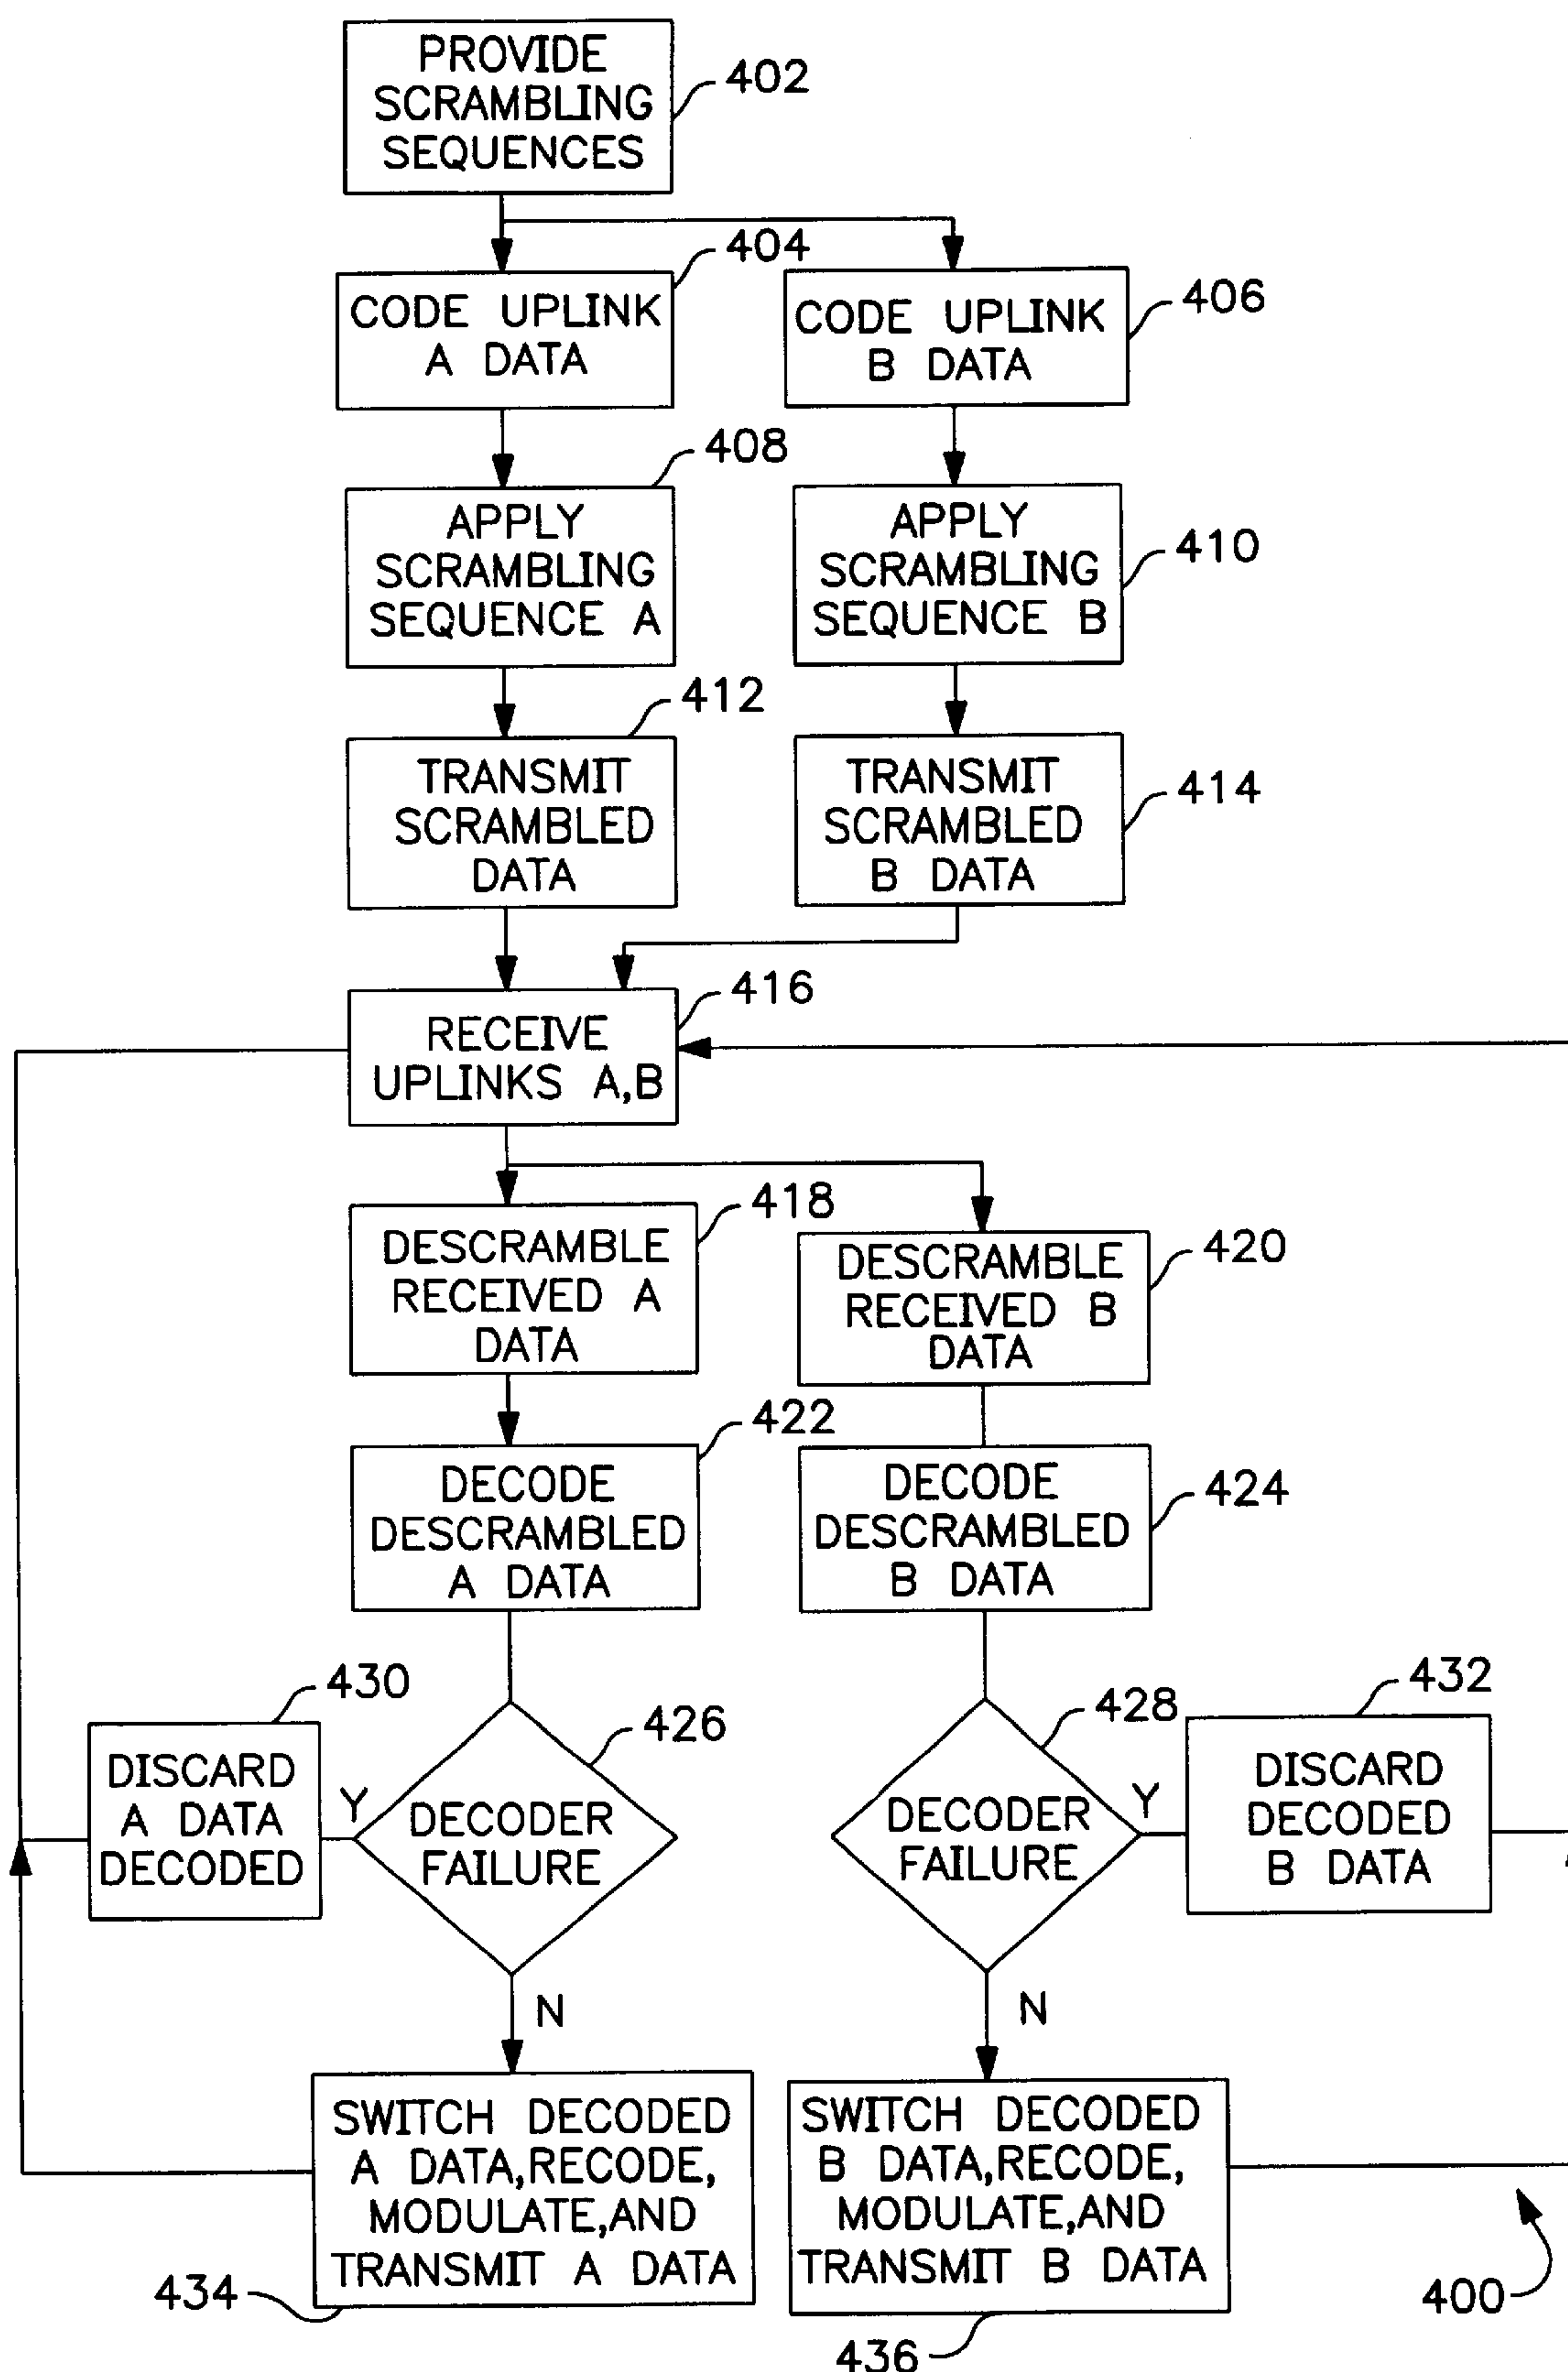 PROVIDE
SCRAMBLING
SEQUENCES
402
404
CODE UPLINK
A DATA
406
CODE UPLINK
B DATA
408
APPLY
SCRAMBLING
SEQUENCE A
410
APPLY
SCRAMBLING
SEQUENCE B
412
TRANSMIT
SCRAMBLED
DATA
414
TRANSMIT
SCRAMBLED
B DATA
416
RECEIVE
UPLINKS A,B
418
DESCRAMBLE
RECEIVED A
DATA
420
DESCRAMBLE
RECEIVED B
DATA
422
DECODE
DESCRAMBLED
A DATA
424
DECODE
DESCRAMBLED
B DATA
430
DISCARD
A DATA
DECODED
Y
426
DECODER
FAILURE
N
428
DECODER
FAILURE
Y
N
432
DISCARD
DECODED
B DATA
SWITCH DECODED
A DATA,RECODE,
MODULATE,AND
TRANSMIT A DATA
434
SWITCH DECODED
B DATA,RECODE,
MODULATE,AND
TRANSMIT B DATA
436
400